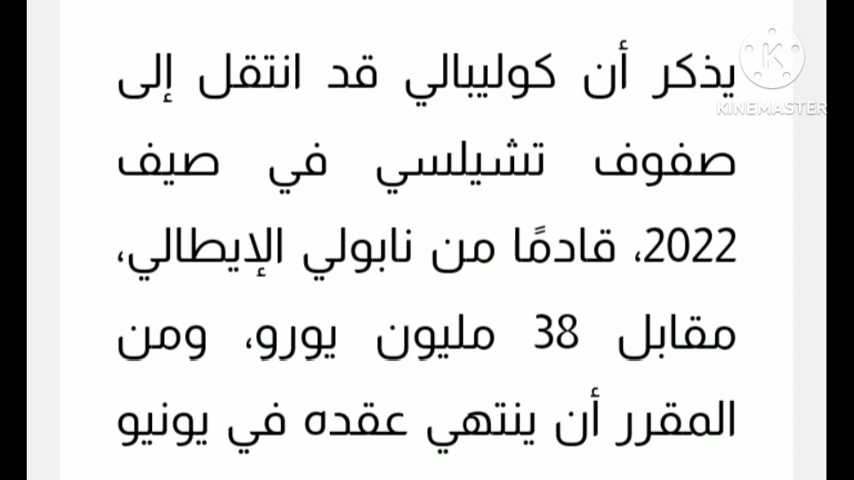 يذكر أن كوليبالي قد انتقل إلى
صفوف تشيلسي في صيف
2022، قادمًا من نابولي الإيطالي،
مقابل 38 مليون يورو، ومن
المقرر أن ينتهي عقده في يونيو
KINEMASTER